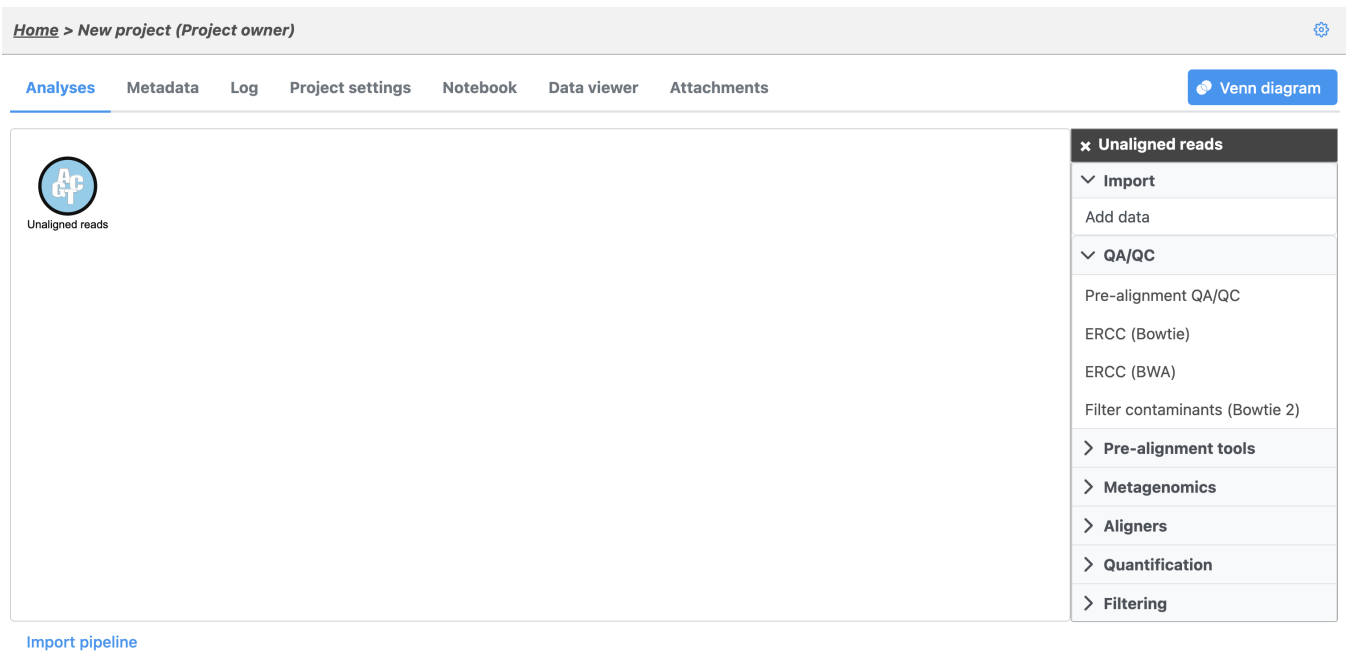 Home > New project (Project owner)
Analyses Metadata Log Project settings Notebook Data viewer Attachments Venn diagram
ACGT
Unaligned reads
× Unaligned reads
Import
Add data
QA/QC
Pre-alignment QA/QC
ERCC (Bowtie)
ERCC (BWA)
Filter contaminants (Bowtie 2)
Pre-alignment tools
Metagenomics
Aligners
Quantification
Filtering
Import pipeline